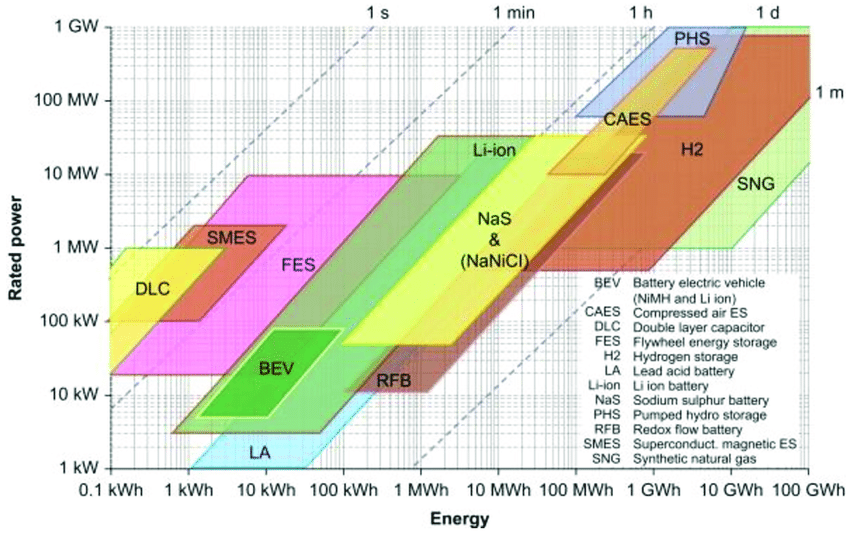 1 s 1 min 1 h 1 d
1 GW
PHS
100 MW
1 m
CAES
Li-ion
H2
10 MW
SNG
NaS
&
(NaNiCl)
SMES
FES
1 MW
DLC
100 kW
BEV
RFB
10 kW
LA
1 kW
Rated power
BEV Battery electric vehicle
(NiMH and Li ion)
CAES Compressed air ES
DLC Double layer capacitor
FES Flywheel energy storage
H2 Hydrogen storage
LA Lead acid battery
Li-ion Li ion battery
NaS Sodium sulphur battery
PHS Pumped hydro storage
RFB Redox flow battery
SMES Superconduct. magnetic ES
SNG Synthetic natural gas
0.1 kWh 1 kWh 10 kWh 100 kWh 1 MWh 10 MWh 100 MWh 1 GWh 10 GWh 100 GWh
Energy